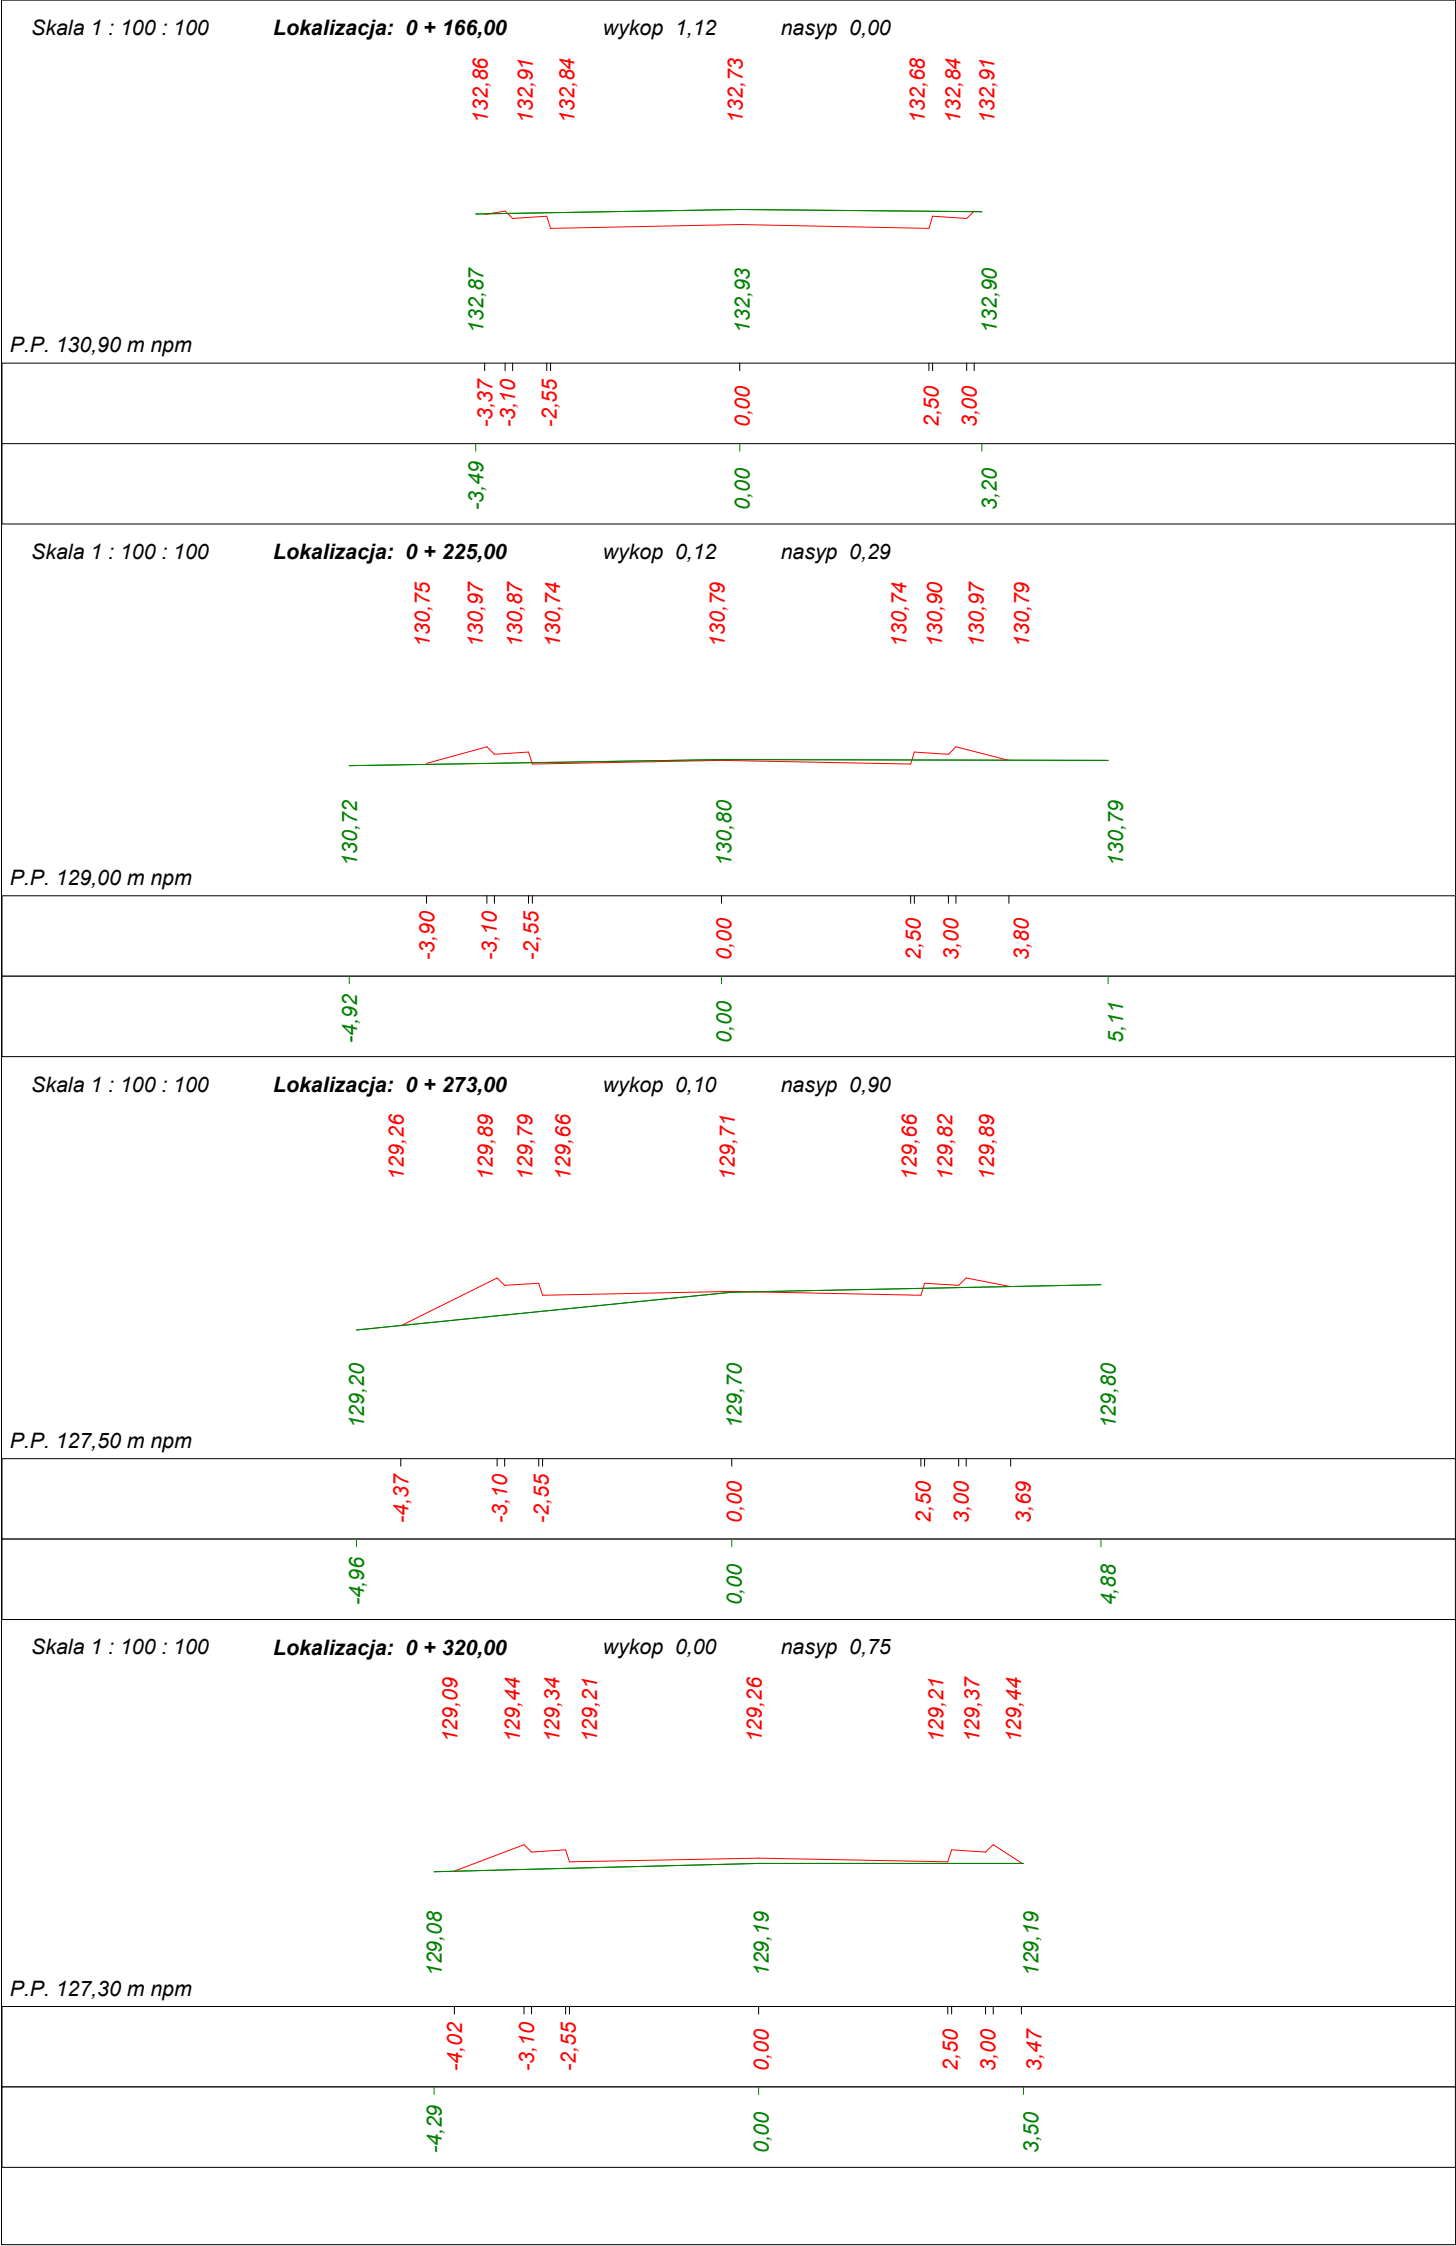 Skala 1 : 100 : 100 Lokalizacja: 0 + 166,00 wykop 1,12 nasyp 0,00
132,86 132,91 132,84 132,73 132,68 132,84 132,91
132,87 132,93 132,90
P.P. 130,90 m npm
-3,37 -3,10 -2,55 0,00 2,50 3,00
-3,49 0,00 3,20
Skala 1 : 100 : 100 Lokalizacja: 0 + 225,00 wykop 0,12 nasyp 0,29
130,75 130,97 130,87 130,74 130,79 130,74 130,90 130,97 130,79
130,72 130,80 130,79
P.P. 129,00 m npm
-3,90 -3,10 -2,55 0,00 2,50 3,00 3,80
-4,92 0,00 5,11
Skala 1 : 100 : 100 Lokalizacja: 0 + 273,00 wykop 0,10 nasyp 0,90
129,26 129,89 129,79 129,66 129,71 129,66 129,82 129,89
129,20 129,70 129,80
P.P. 127,50 m npm
-4,37 -3,10 -2,55 0,00 2,50 3,00 3,69
-4,96 0,00 4,88
Skala 1 : 100 : 100 Lokalizacja: 0 + 320,00 wykop 0,00 nasyp 0,75
129,09 129,44 129,34 129,21 129,26 129,21 129,37 129,44
129,08 129,19 129,19
P.P. 127,30 m npm
-4,02 -3,10 -2,55 0,00 2,50 3,00 3,47
-4,29 0,00 3,50